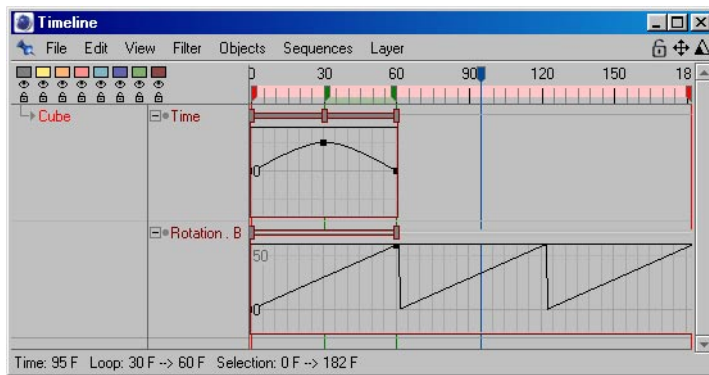 Timeline
File Edit View Filter Objects Sequences Layer
0 30 60 90 120 150 18
Cube
Time
0
Rotation . B
50
0
Time: 95 F Loop: 30 F --> 60 F Selection: 0 F --> 182 F